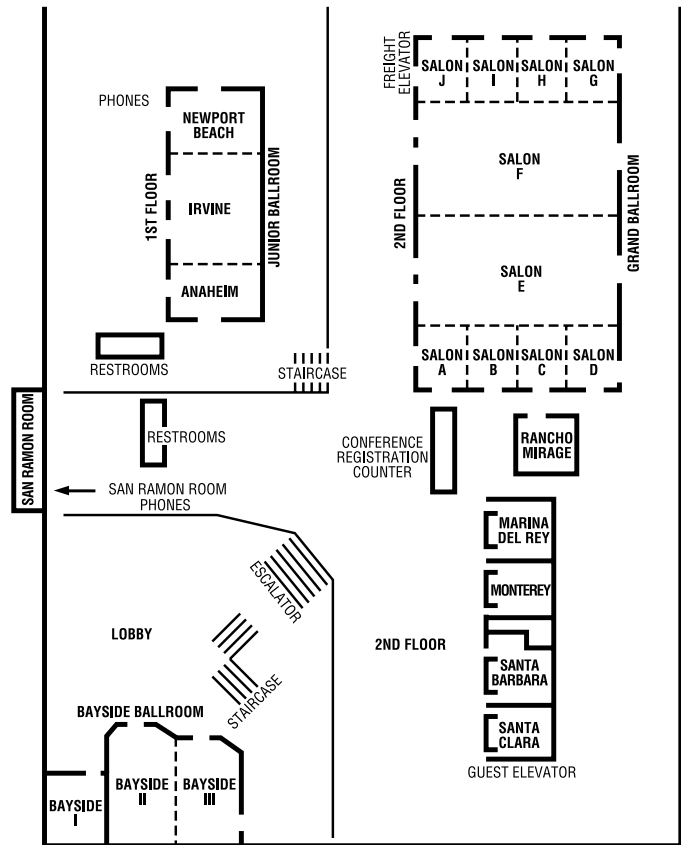 PHONES
NEWPORT
BEACH
IRVINE
ANAHEIM
1ST FLOOR
JUNIOR BALLROOM
RESTROOMS
STAIRCASE
FREIGHT
ELEVATOR
SALON
J
SALON
I
SALON
H
SALON
G
SALON
F
SALON
E
2ND FLOOR
GRAND BALLROOM
SALON
A
SALON
B
SALON
C
SALON
D
SAN RAMON ROOM
RESTROOMS
SAN RAMON ROOM
PHONES
CONFERENCE
REGISTRATION
COUNTER
RANCHO
MIRAGE
MARINA
DEL REY
MONTEREY
SANTA
BARBARA
SANTA
CLARA
GUEST ELEVATOR
2ND FLOOR
ESCALATOR
LOBBY
STAIRCASE
BAYSIDE BALLROOM
BAYSIDE
I
BAYSIDE
II
BAYSIDE
III